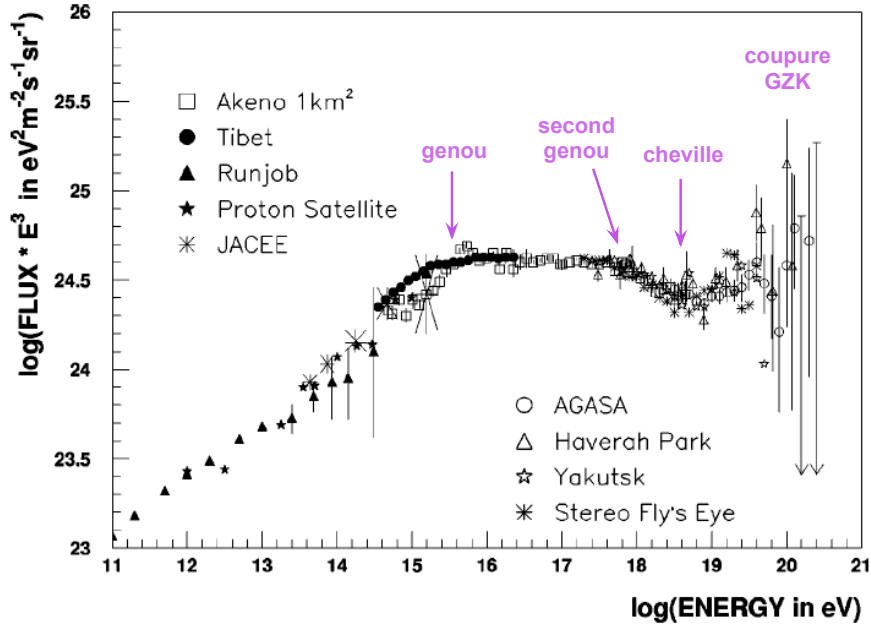 26
25.5
25
24.5
24
23.5
23
log(FLUX * E³ in eV²m⁻²s⁻¹sr⁻¹)
Akeno 1km²
Tibet
Runjob
Proton Satellite
JACEE
genou
second
genou
cheville
coupure
GZK
AGASA
Haverah Park
Yakutsk
Stereo Fly's Eye
11 12 13 14 15 16 17 18 19 20 21
log(ENERGY in eV)